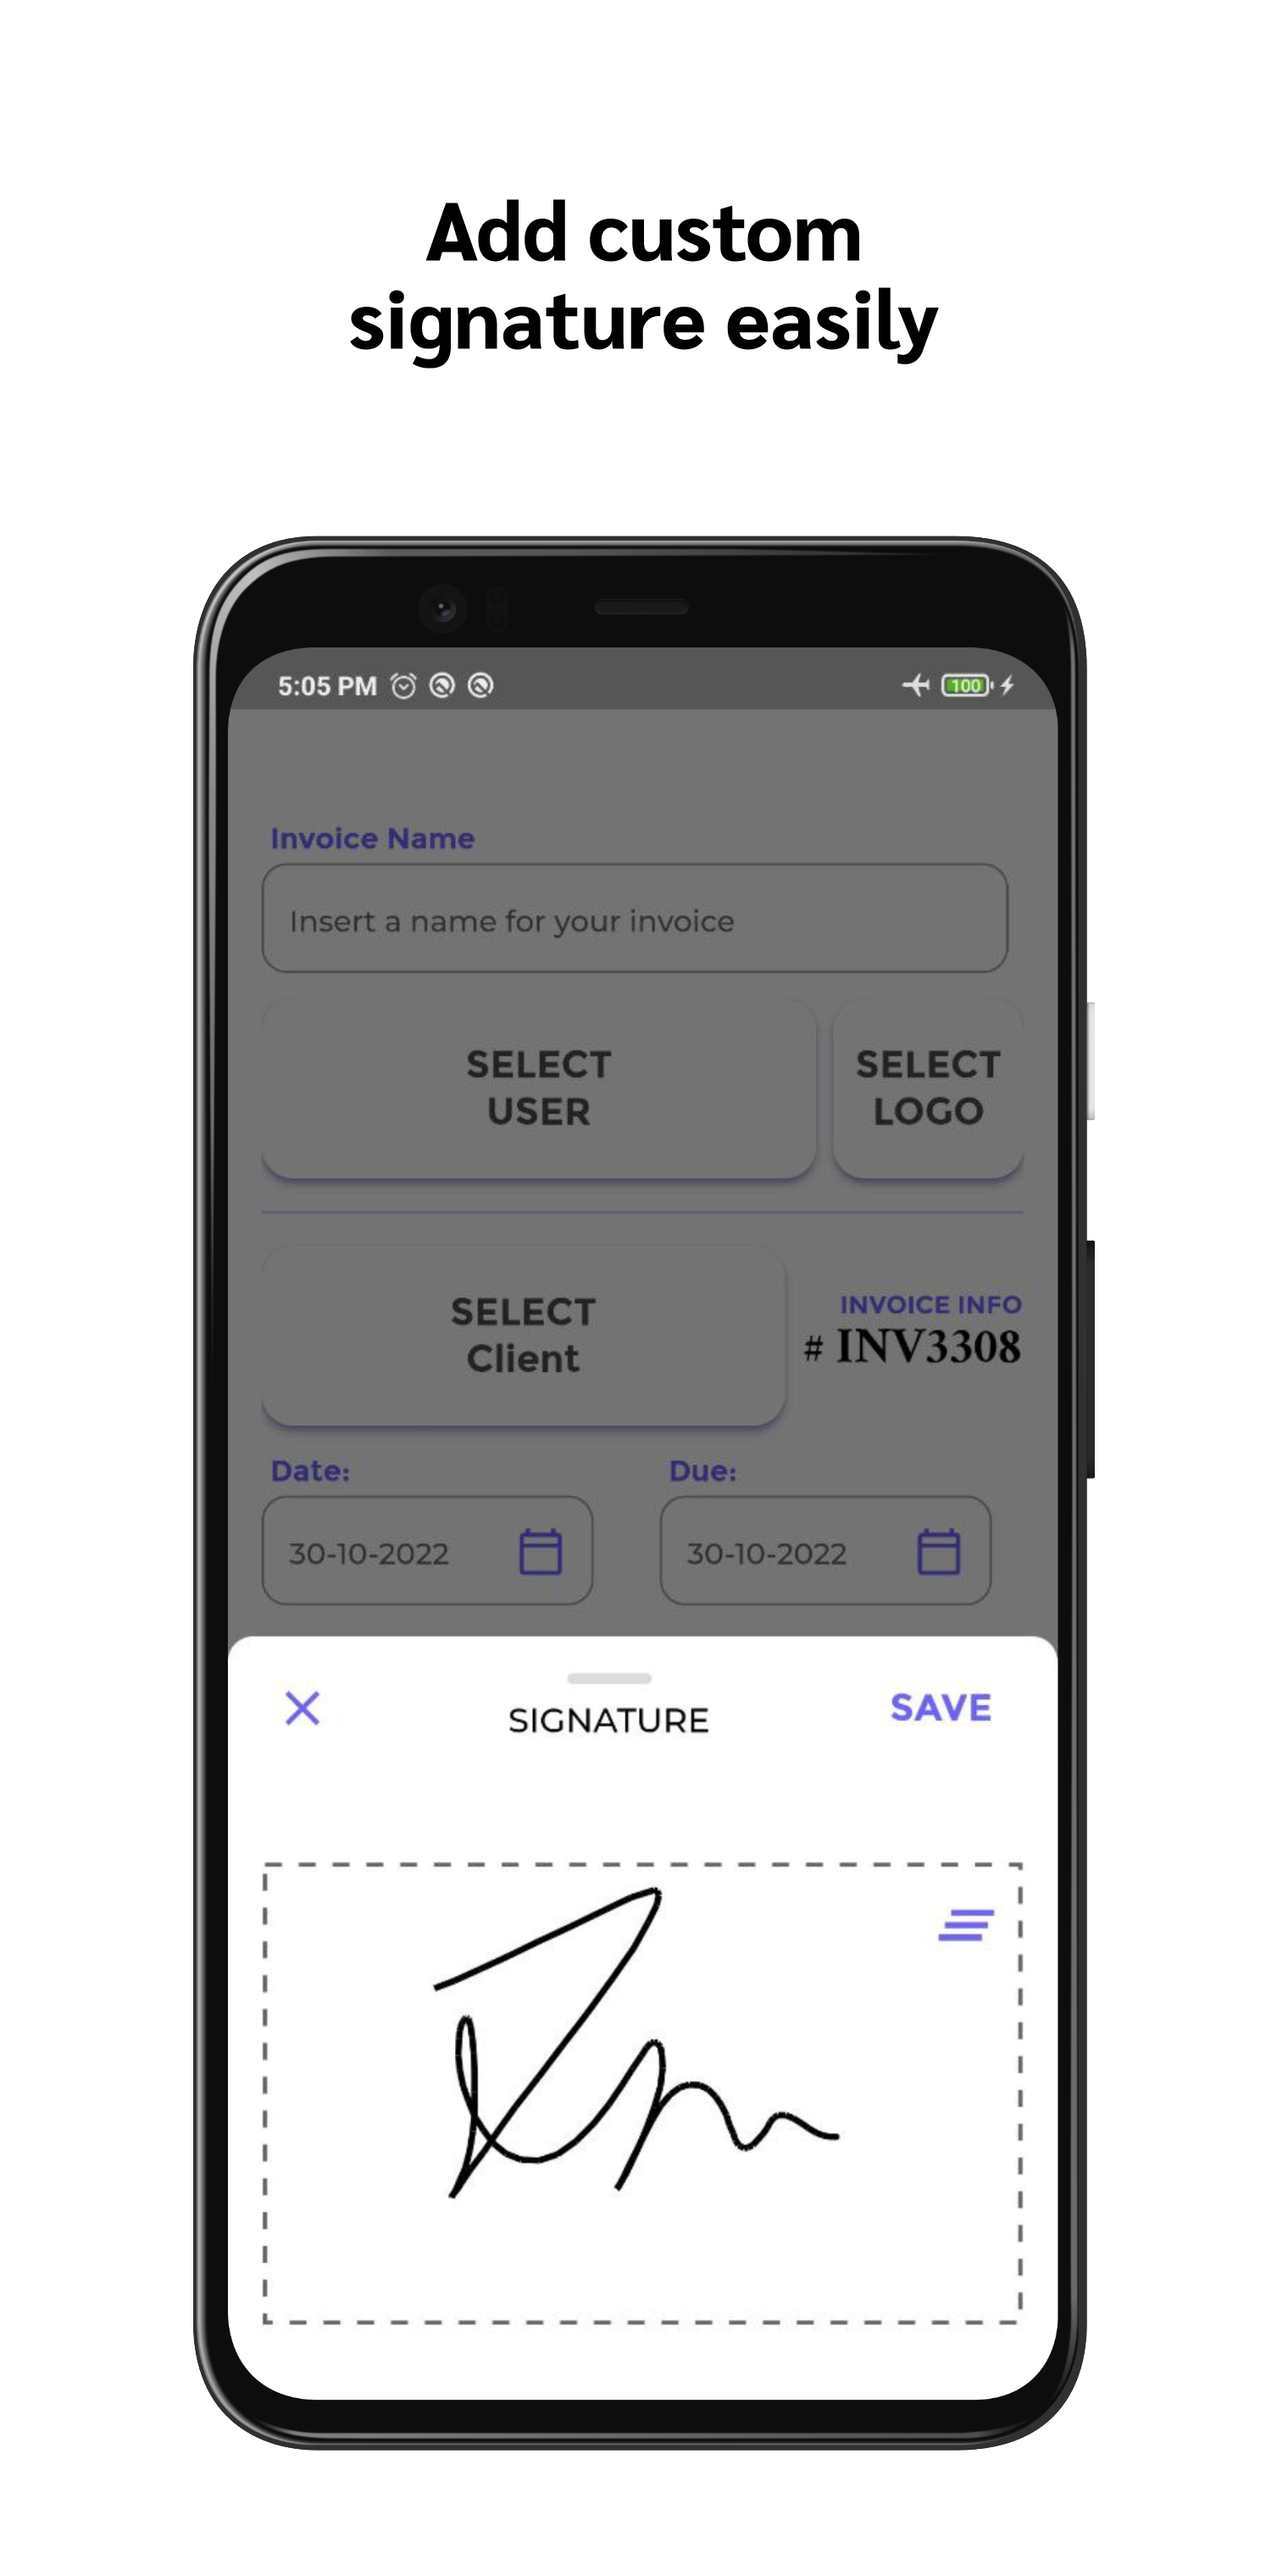 Add custom
signature easily
5:05 PM
100
Invoice Name
Insert a name for your invoice
SELECT
USER
SELECT
LOGO
SELECT
Client
INVOICE INFO
# INV3308
Date:
Due:
30-10-2022
30-10-2022
SIGNATURE
SAVE